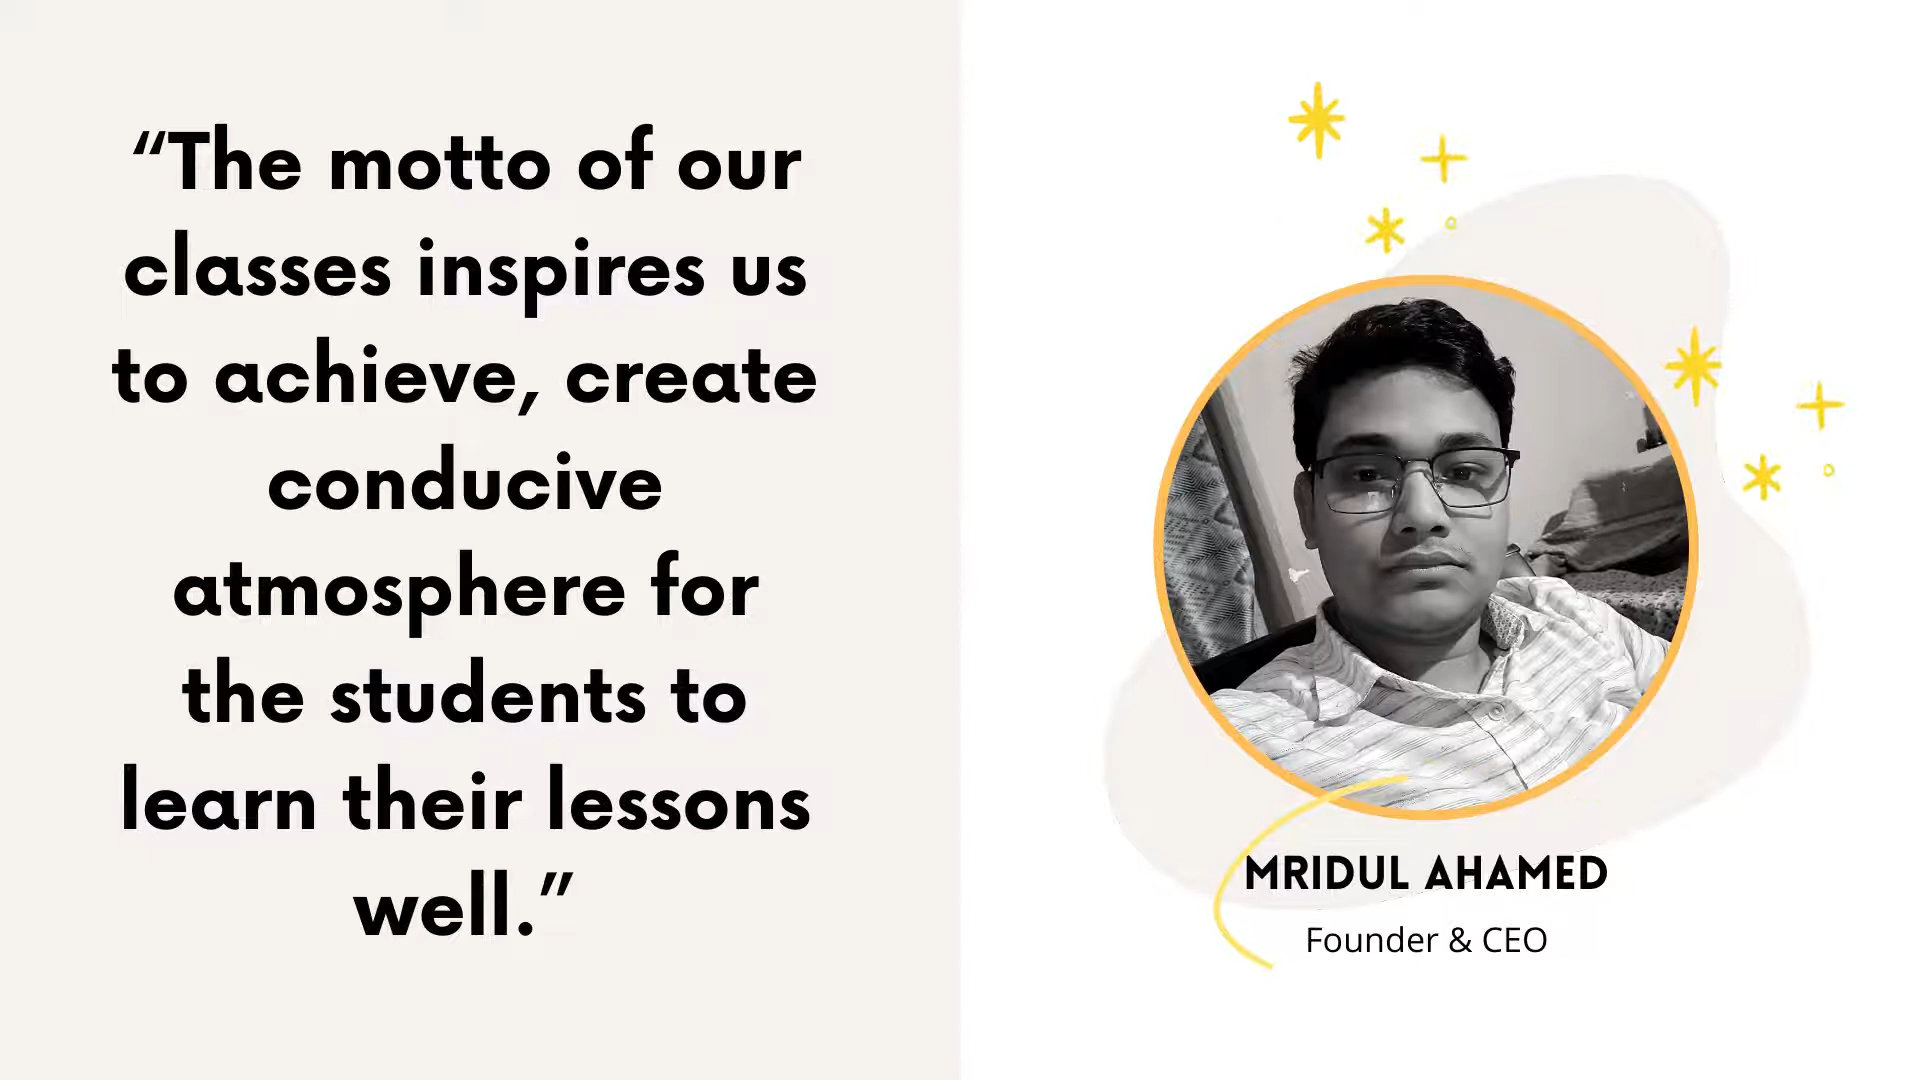 “The motto of our
classes inspires us
to achieve, create
conducive
atmosphere for
the students to
learn their lessons
well.”
MRIDUL AHAMED
Founder & CEO